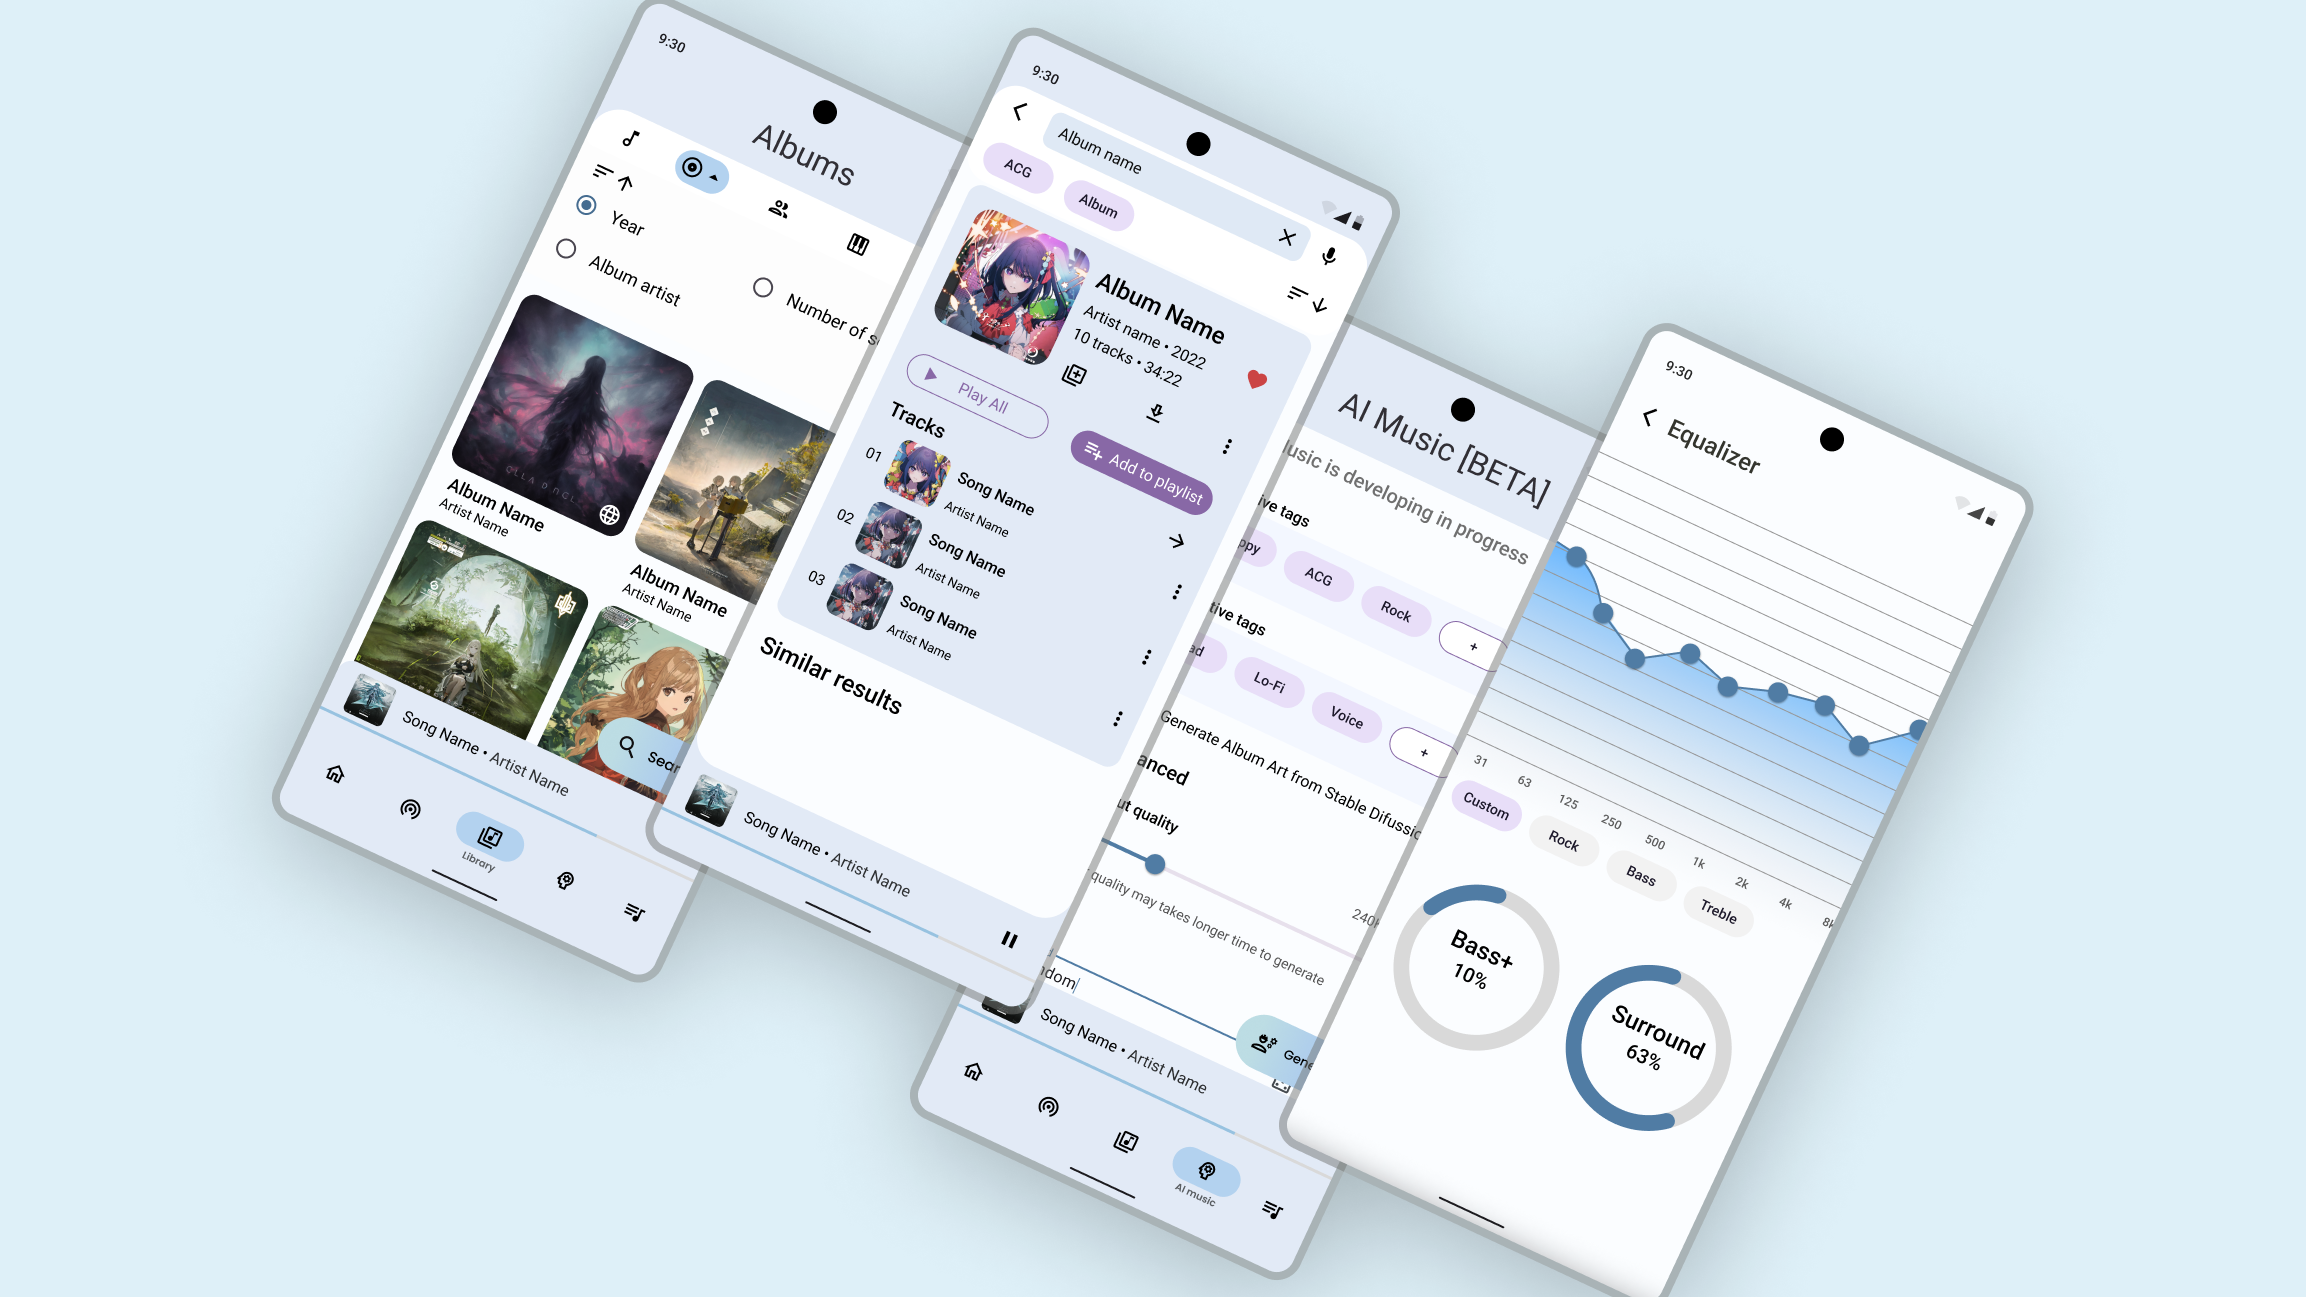 9:30
Albums
Year
Album artist
Number of s
Album Name
Artist Name
Album Name
Artist Name
Sear
Song Name • Artist Name
Library
9:30
Album name
ACG
Album
Album Name
Artist name • 2022
10 tracks • 34:22
Play All
Add to playlist
Tracks
01
Song Name
Artist Name
02
Song Name
Artist Name
03
Song Name
Artist Name
Similar results
Song Name • Artist Name
AI Music [BETA]
usic is developing in progress
ive tags
ppy
ACG
Rock
+
tive tags
ad
Lo-Fi
Voice
+
Generate Album Art from Stable Difussio
anced
ut quality
240k
quality may takes longer time to generate
dom
Gene
Song Name • Artist Name
AI music
9:30
Equalizer
31
63
125
250
500
1k
2k
4k
8k
Custom
Rock
Bass
Treble
Bass+
10%
Surround
63%